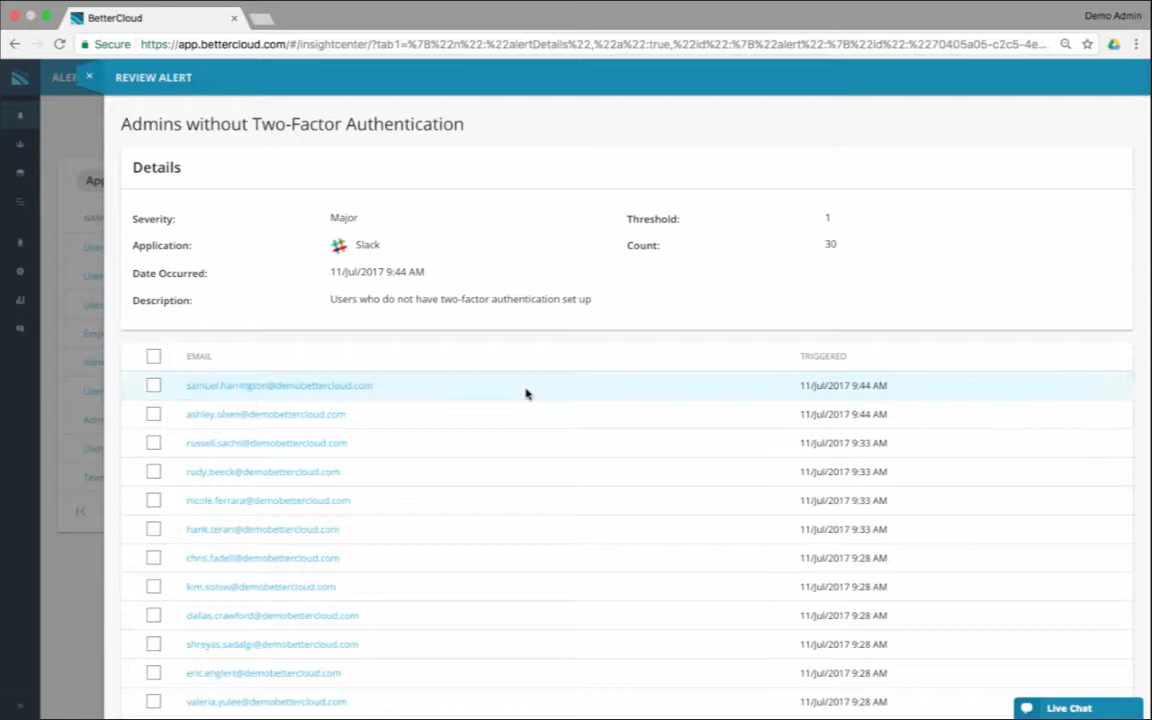 BetterCloud
Demo Admin
Secure https://app.bettercloud.com/#/insightcenter/?tab1=%7B%22n%22:%22alertDetails%22,%22a%22:true,%22id%22:%7B%22alert%22:%7B%22id%22:%2270405a05-c2c5-4e...
REVIEW ALERT
Admins without Two-Factor Authentication
Details
Severity: Major Threshold: 1
Application: Slack Count: 30
Date Occurred: 11/Jul/2017 9:44 AM
Description: Users who do not have two-factor authentication set up
EMAIL TRIGGERED
samuel.harrington@demobettercloud.com 11/Jul/2017 9:44 AM
ashley.olsen@demobettercloud.com 11/Jul/2017 9:44 AM
russell.sachs@demobettercloud.com 11/Jul/2017 9:33 AM
rudy.beeck@demobettercloud.com 11/Jul/2017 9:33 AM
nicole.ferrara@demobettercloud.com 11/Jul/2017 9:33 AM
hank.zeran@demobettercloud.com 11/Jul/2017 9:33 AM
chris.fadell@demobettercloud.com 11/Jul/2017 9:28 AM
kim.solow@demobettercloud.com 11/Jul/2017 9:28 AM
dallas.crawford@demobettercloud.com 11/Jul/2017 9:28 AM
shreyas.sadalgi@demobettercloud.com 11/Jul/2017 9:28 AM
eric.englert@demobettercloud.com 11/Jul/2017 9:28 AM
valeria.yulee@demobettercloud.com 11/Jul/2017 9:28 AM
Live Chat